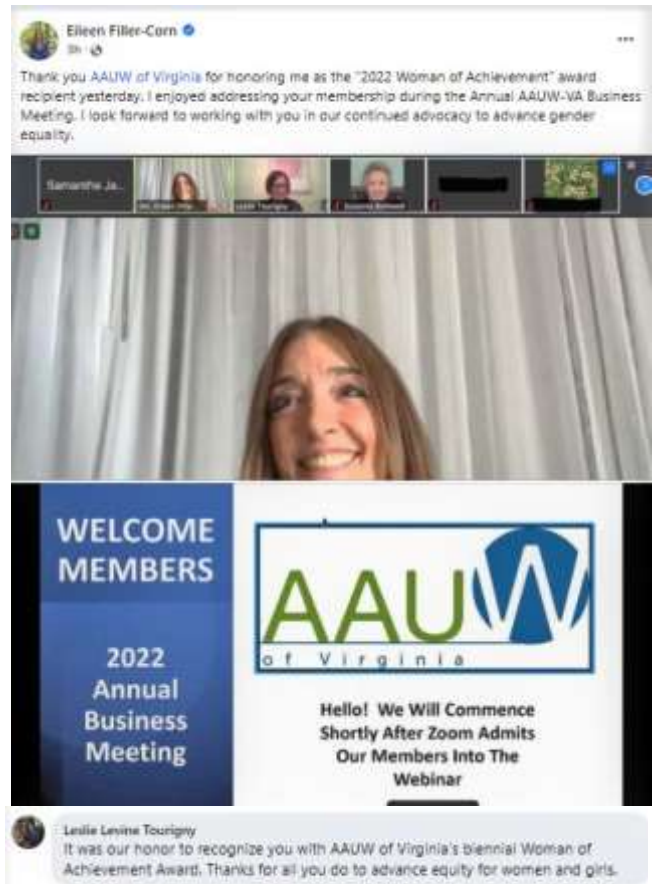 Eileen Filler-Corn
9h
Thank you AAUW of Virginia for honoring me as the "2022 Woman of Achievement" award
recipient yesterday. I enjoyed addressing your membership during the Annual AAUW-VA Business
Meeting. I look forward to working with you in our continued advocacy to advance gender
equality.
Samantha Ja...
Leslie Tourigny
WELCOME
MEMBERS
2022
Annual
Business
Meeting
AAUW
of Virginia
Hello! We Will Commence
Shortly After Zoom Admits
Our Members Into The
Webinar
Leslie Levine Tourigny
It was our honor to recognize you with AAUW of Virginia's biennial Woman of
Achievement Award. Thanks for all you do to advance equity for women and girls.